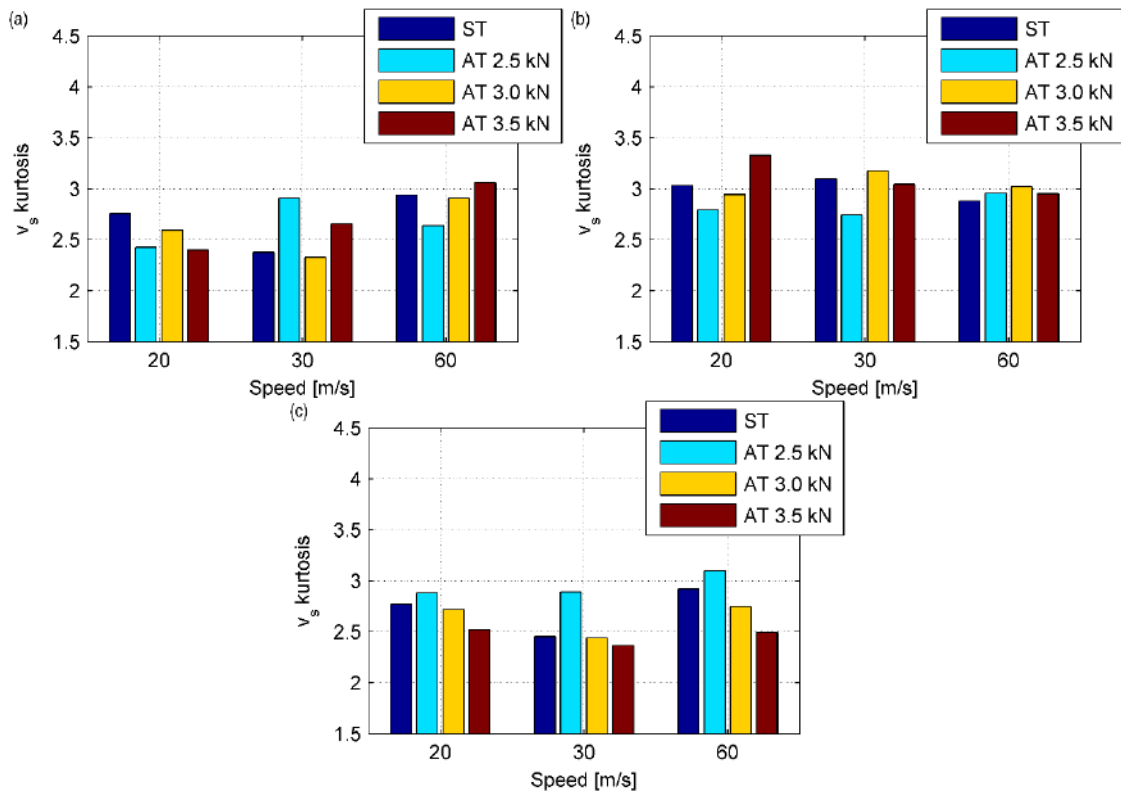 (a)
4.5
4
3.5
3
2.5
2
1.5
v_s kurtosis
20 30 60
Speed [m/s]
ST
AT 2.5 kN
AT 3.0 kN
AT 3.5 kN
(b)
4.5
4
3.5
3
2.5
2
1.5
v_s kurtosis
20 30 60
Speed [m/s]
ST
AT 2.5 kN
AT 3.0 kN
AT 3.5 kN
(c)
4.5
4
3.5
3
2.5
2
1.5
v_s kurtosis
20 30 60
Speed [m/s]
ST
AT 2.5 kN
AT 3.0 kN
AT 3.5 kN